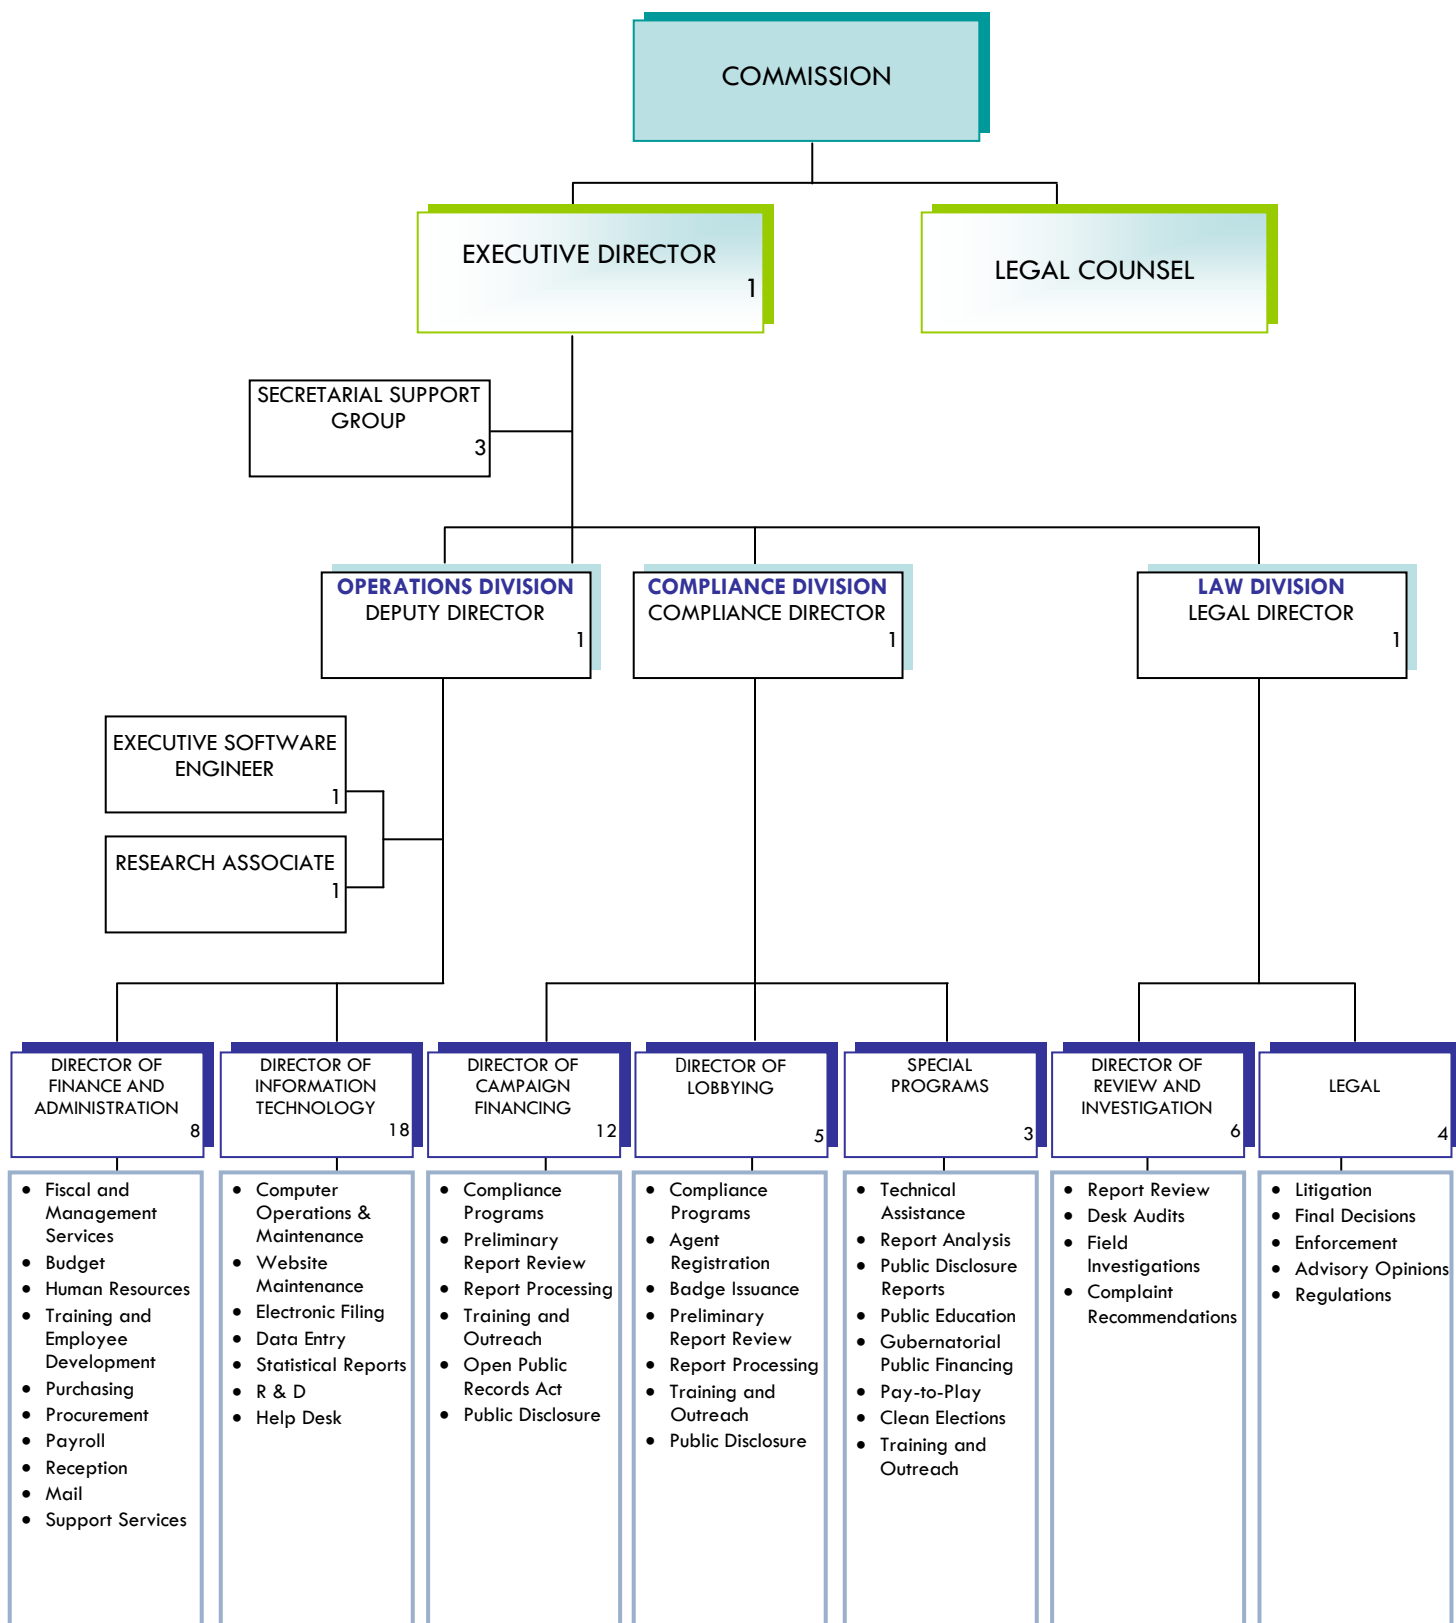 COMMISSION
EXECUTIVE DIRECTOR
1
LEGAL COUNSEL
SECRETARIAL SUPPORT
GROUP
3
OPERATIONS DIVISION
DEPUTY DIRECTOR
1
COMPLIANCE DIVISION
COMPLIANCE DIRECTOR
1
LAW DIVISION
LEGAL DIRECTOR
1
EXECUTIVE SOFTWARE
ENGINEER
1
RESEARCH ASSOCIATE
1
DIRECTOR OF
FINANCE AND
ADMINISTRATION
8
DIRECTOR OF
INFORMATION
TECHNOLOGY
18
DIRECTOR OF
CAMPAIGN
FINANCING
12
DIRECTOR OF
LOBBYING
5
SPECIAL
PROGRAMS
3
DIRECTOR OF
REVIEW AND
INVESTIGATION
6
LEGAL
4
• Fiscal and
Management
Services
• Budget
• Human Resources
• Training and
Employee
Development
• Purchasing
• Procurement
• Payroll
• Reception
• Mail
• Support Services
• Computer
Operations &
Maintenance
• Website
Maintenance
• Electronic Filing
• Data Entry
• Statistical Reports
• R & D
• Help Desk
• Compliance
Programs
• Preliminary
Report Review
• Report Processing
• Training and
Outreach
• Open Public
Records Act
• Public Disclosure
• Compliance
Programs
• Agent
Registration
• Badge Issuance
• Preliminary
Report Review
• Report Processing
• Training and
Outreach
• Public Disclosure
• Technical
Assistance
• Report Analysis
• Public Disclosure
Reports
• Public Education
• Gubernatorial
Public Financing
• Pay-to-Play
• Clean Elections
• Training and
Outreach
• Report Review
• Desk Audits
• Field
Investigations
• Complaint
Recommendations
• Litigation
• Final Decisions
• Enforcement
• Advisory Opinions
• Regulations